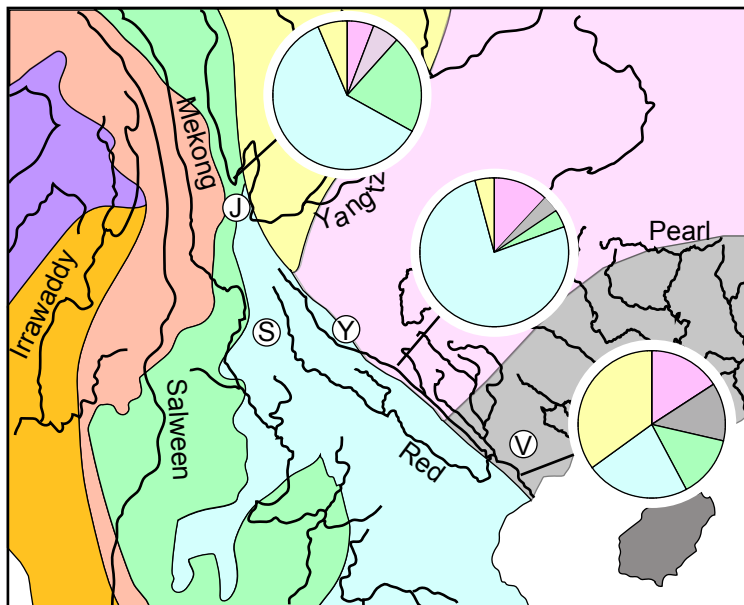 Mekong
J
Yangtz
Pearl
Irrawaddy
S
Y
Salween
Red
V